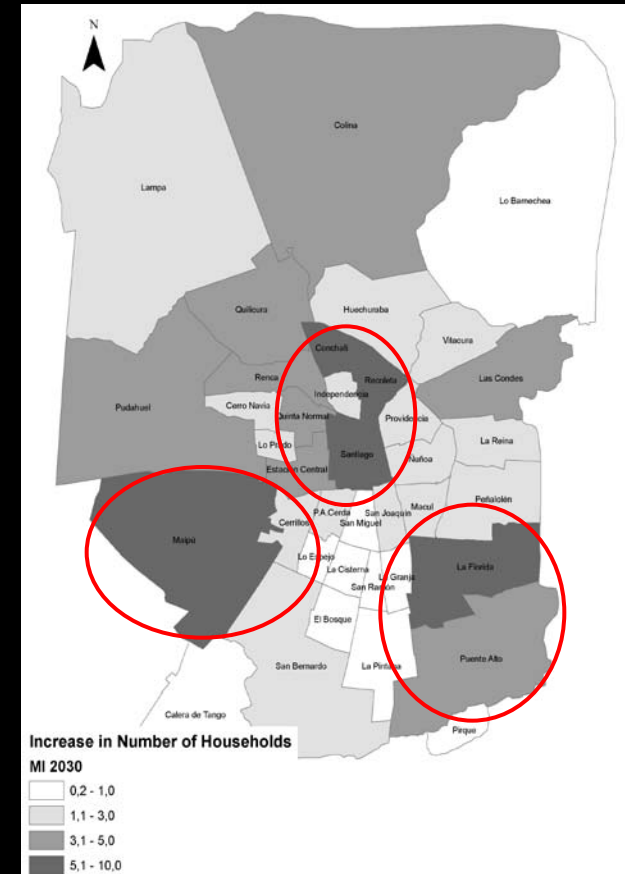 N
Colina
Lampa
Lo Barnechea
Quilicura
Huechuraba
Vitacura
Conchalí
Renca
Recoleta
Las Condes
Independencia
Pudahuel
Cerro Navia
Quinta Normal
Providencia
Lo Prado
La Reina
Santiago
Ñuñoa
Estación Central
Peñalolén
Macul
P.A. Cerda
San Joaquín
Cerrillos
San Miguel
Maipú
Lo Espejo
La Cisterna
La Granja
La Florida
San Ramón
El Bosque
Puente Alto
San Bernardo
La Pintana
Calera de Tango
Pirque
Increase in Number of Households
MI 2030
0,2 - 1,0
1,1 - 3,0
3,1 - 5,0
5,1 - 10,0